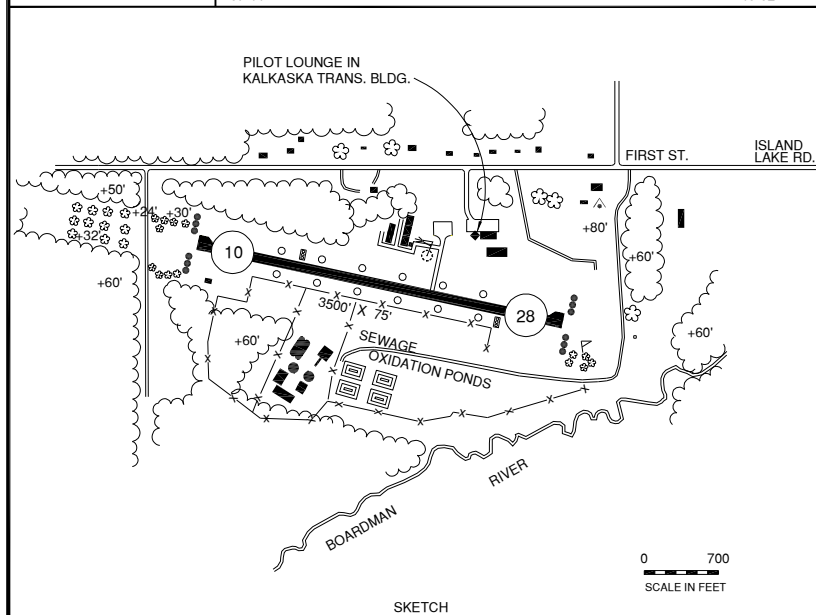 PILOT LOUNGE IN
KALKASKA TRANS. BLDG.
FIRST ST.
ISLAND
LAKE RD.
+50'
+24'
+30'
+32'
+80'
+60'
10
+60'
3500' X 75'
28
+60'
+60'
SEWAGE
OXIDATION PONDS
RIVER
BOARDMAN
0 700
SCALE IN FEET
SKETCH